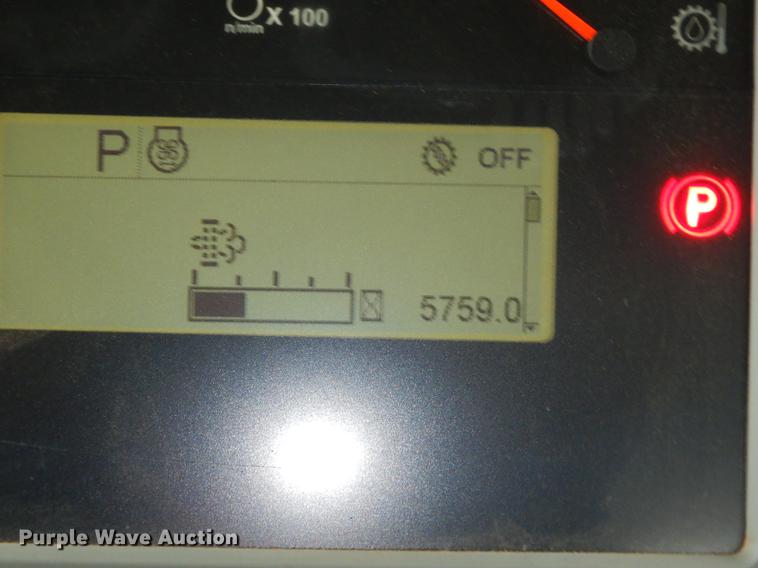 X 100
n/min
P
OFF
P
5759.0
Purple Wave Auction